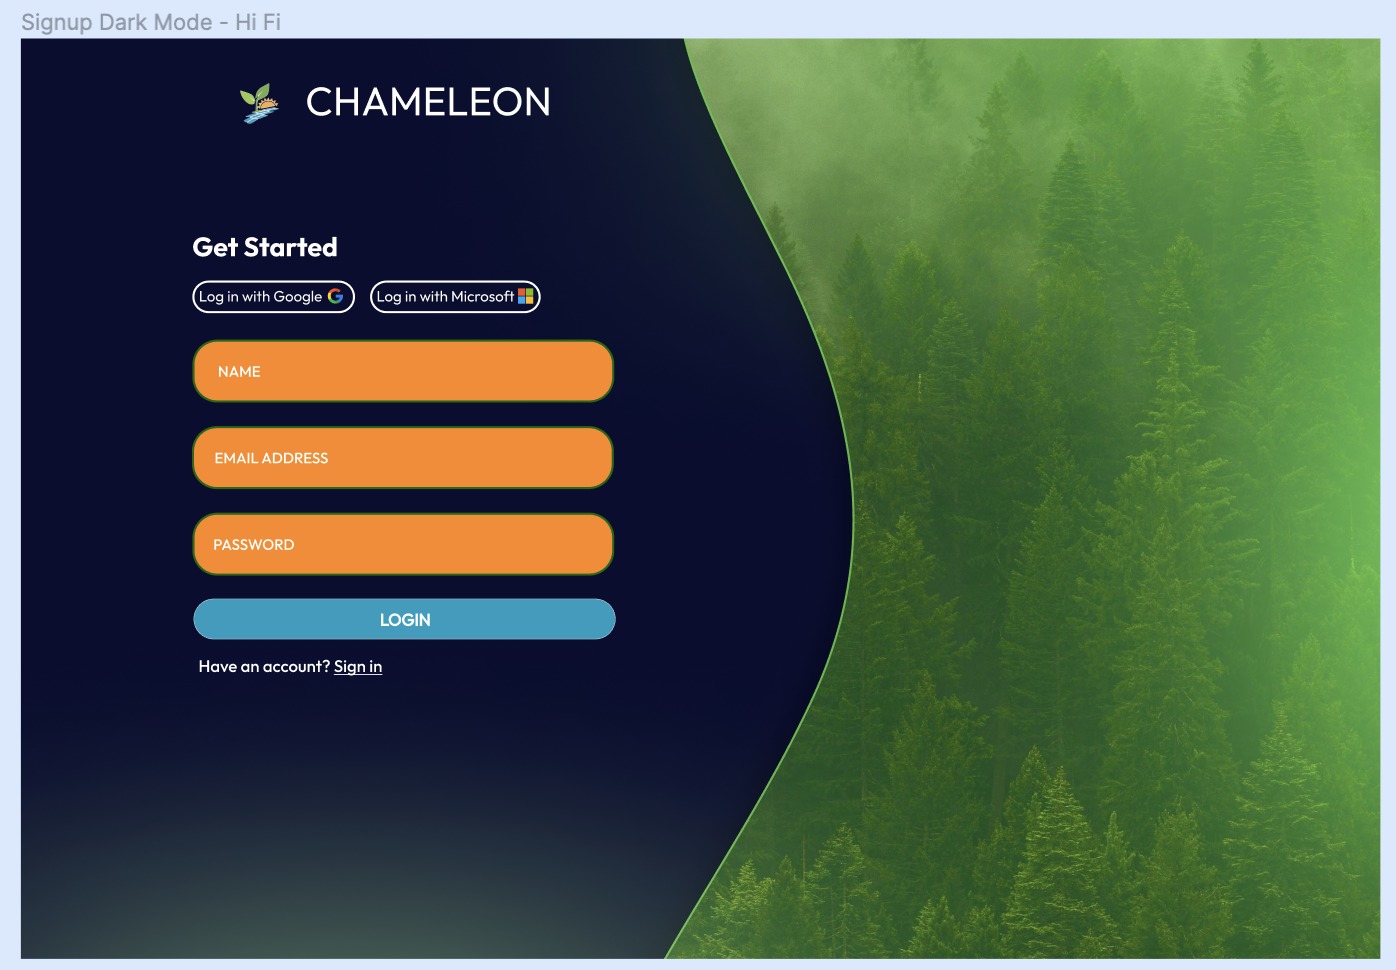 Signup Dark Mode - Hi Fi
CHAMELEON
Get Started
Log in with Google
Log in with Microsoft
NAME
EMAIL ADDRESS
PASSWORD
LOGIN
Have an account? Sign in